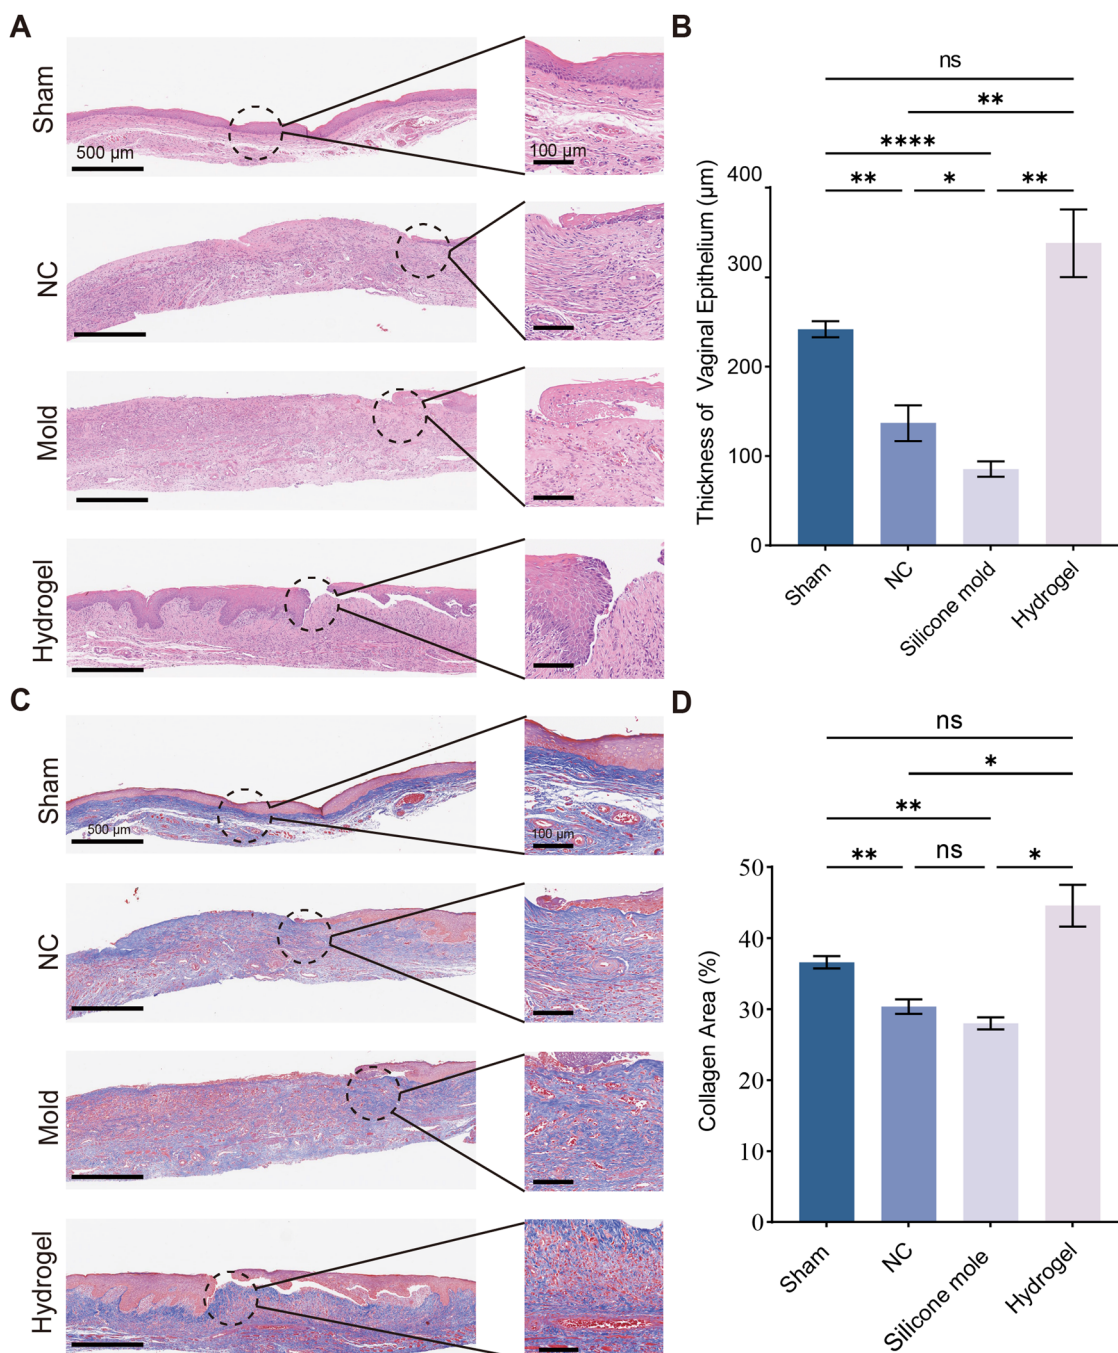 A
Sham
500 µm
100 µm
NC
Mold
Hydrogel
B
ns
**
****
** * **
Thickness of Vaginal Epithelium (µm)
400
300
200
100
0
Sham
NC
Silicone mold
Hydrogel
C
Sham
500 µm
100 µm
NC
Mold
Hydrogel
D
ns
*
**
** ns *
Collagen Area (%)
50
40
30
20
10
0
Sham
NC
Silicone mole
Hydrogel